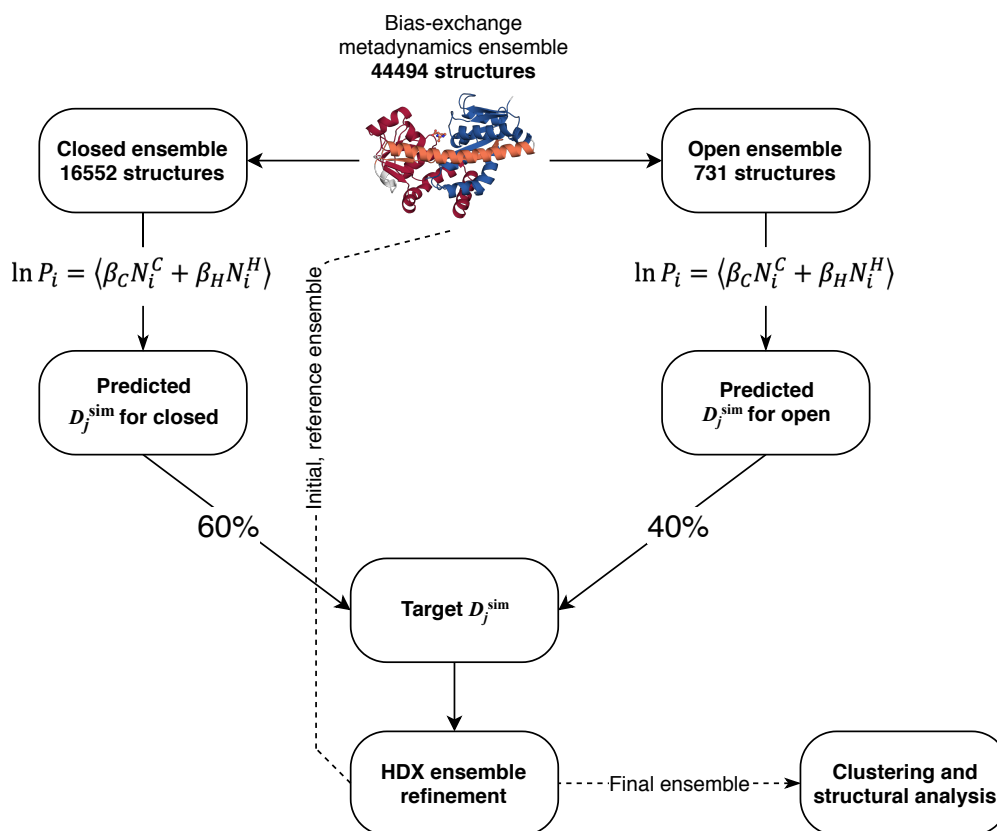 Bias-exchange
metadynamics ensemble
44494 structures
Closed ensemble
16552 structures
Open ensemble
731 structures
ln P_i = ⟨β_C N_i^C + β_H N_i^H⟩
ln P_i = ⟨β_C N_i^C + β_H N_i^H⟩
Initial, reference ensemble
Predicted
D_j^sim for closed
Predicted
D_j^sim for open
60%
40%
Target D_j^sim
HDX ensemble
refinement
Final ensemble
Clustering and
structural analysis